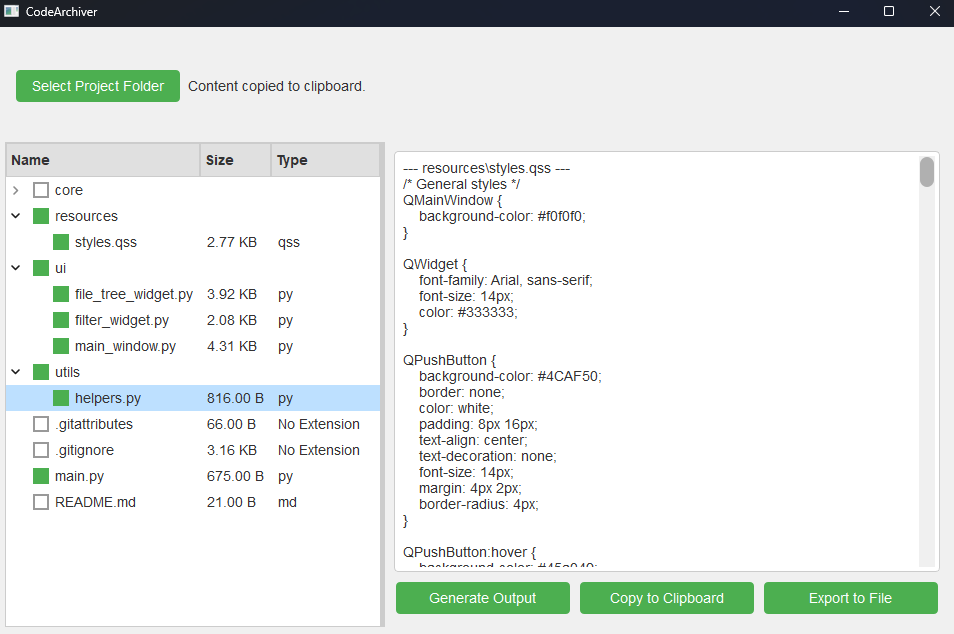 CodeArchiver
Select Project Folder Content copied to clipboard.
Name Size Type
core
resources
styles.qss 2.77 KB qss
ui
file_tree_widget.py 3.92 KB py
filter_widget.py 2.08 KB py
main_window.py 4.31 KB py
utils
helpers.py 816.00 B py
.gitattributes 66.00 B No Extension
.gitignore 3.16 KB No Extension
main.py 675.00 B py
README.md 21.00 B md
--- resources\styles.qss ---
/* General styles */
QMainWindow {
background-color: #f0f0f0;
}
QWidget {
font-family: Arial, sans-serif;
font-size: 14px;
color: #333333;
}
QPushButton {
background-color: #4CAF50;
border: none;
color: white;
padding: 8px 16px;
text-align: center;
text-decoration: none;
font-size: 14px;
margin: 4px 2px;
border-radius: 4px;
}
QPushButton:hover {
background-color: #45a049;
Generate Output Copy to Clipboard Export to File